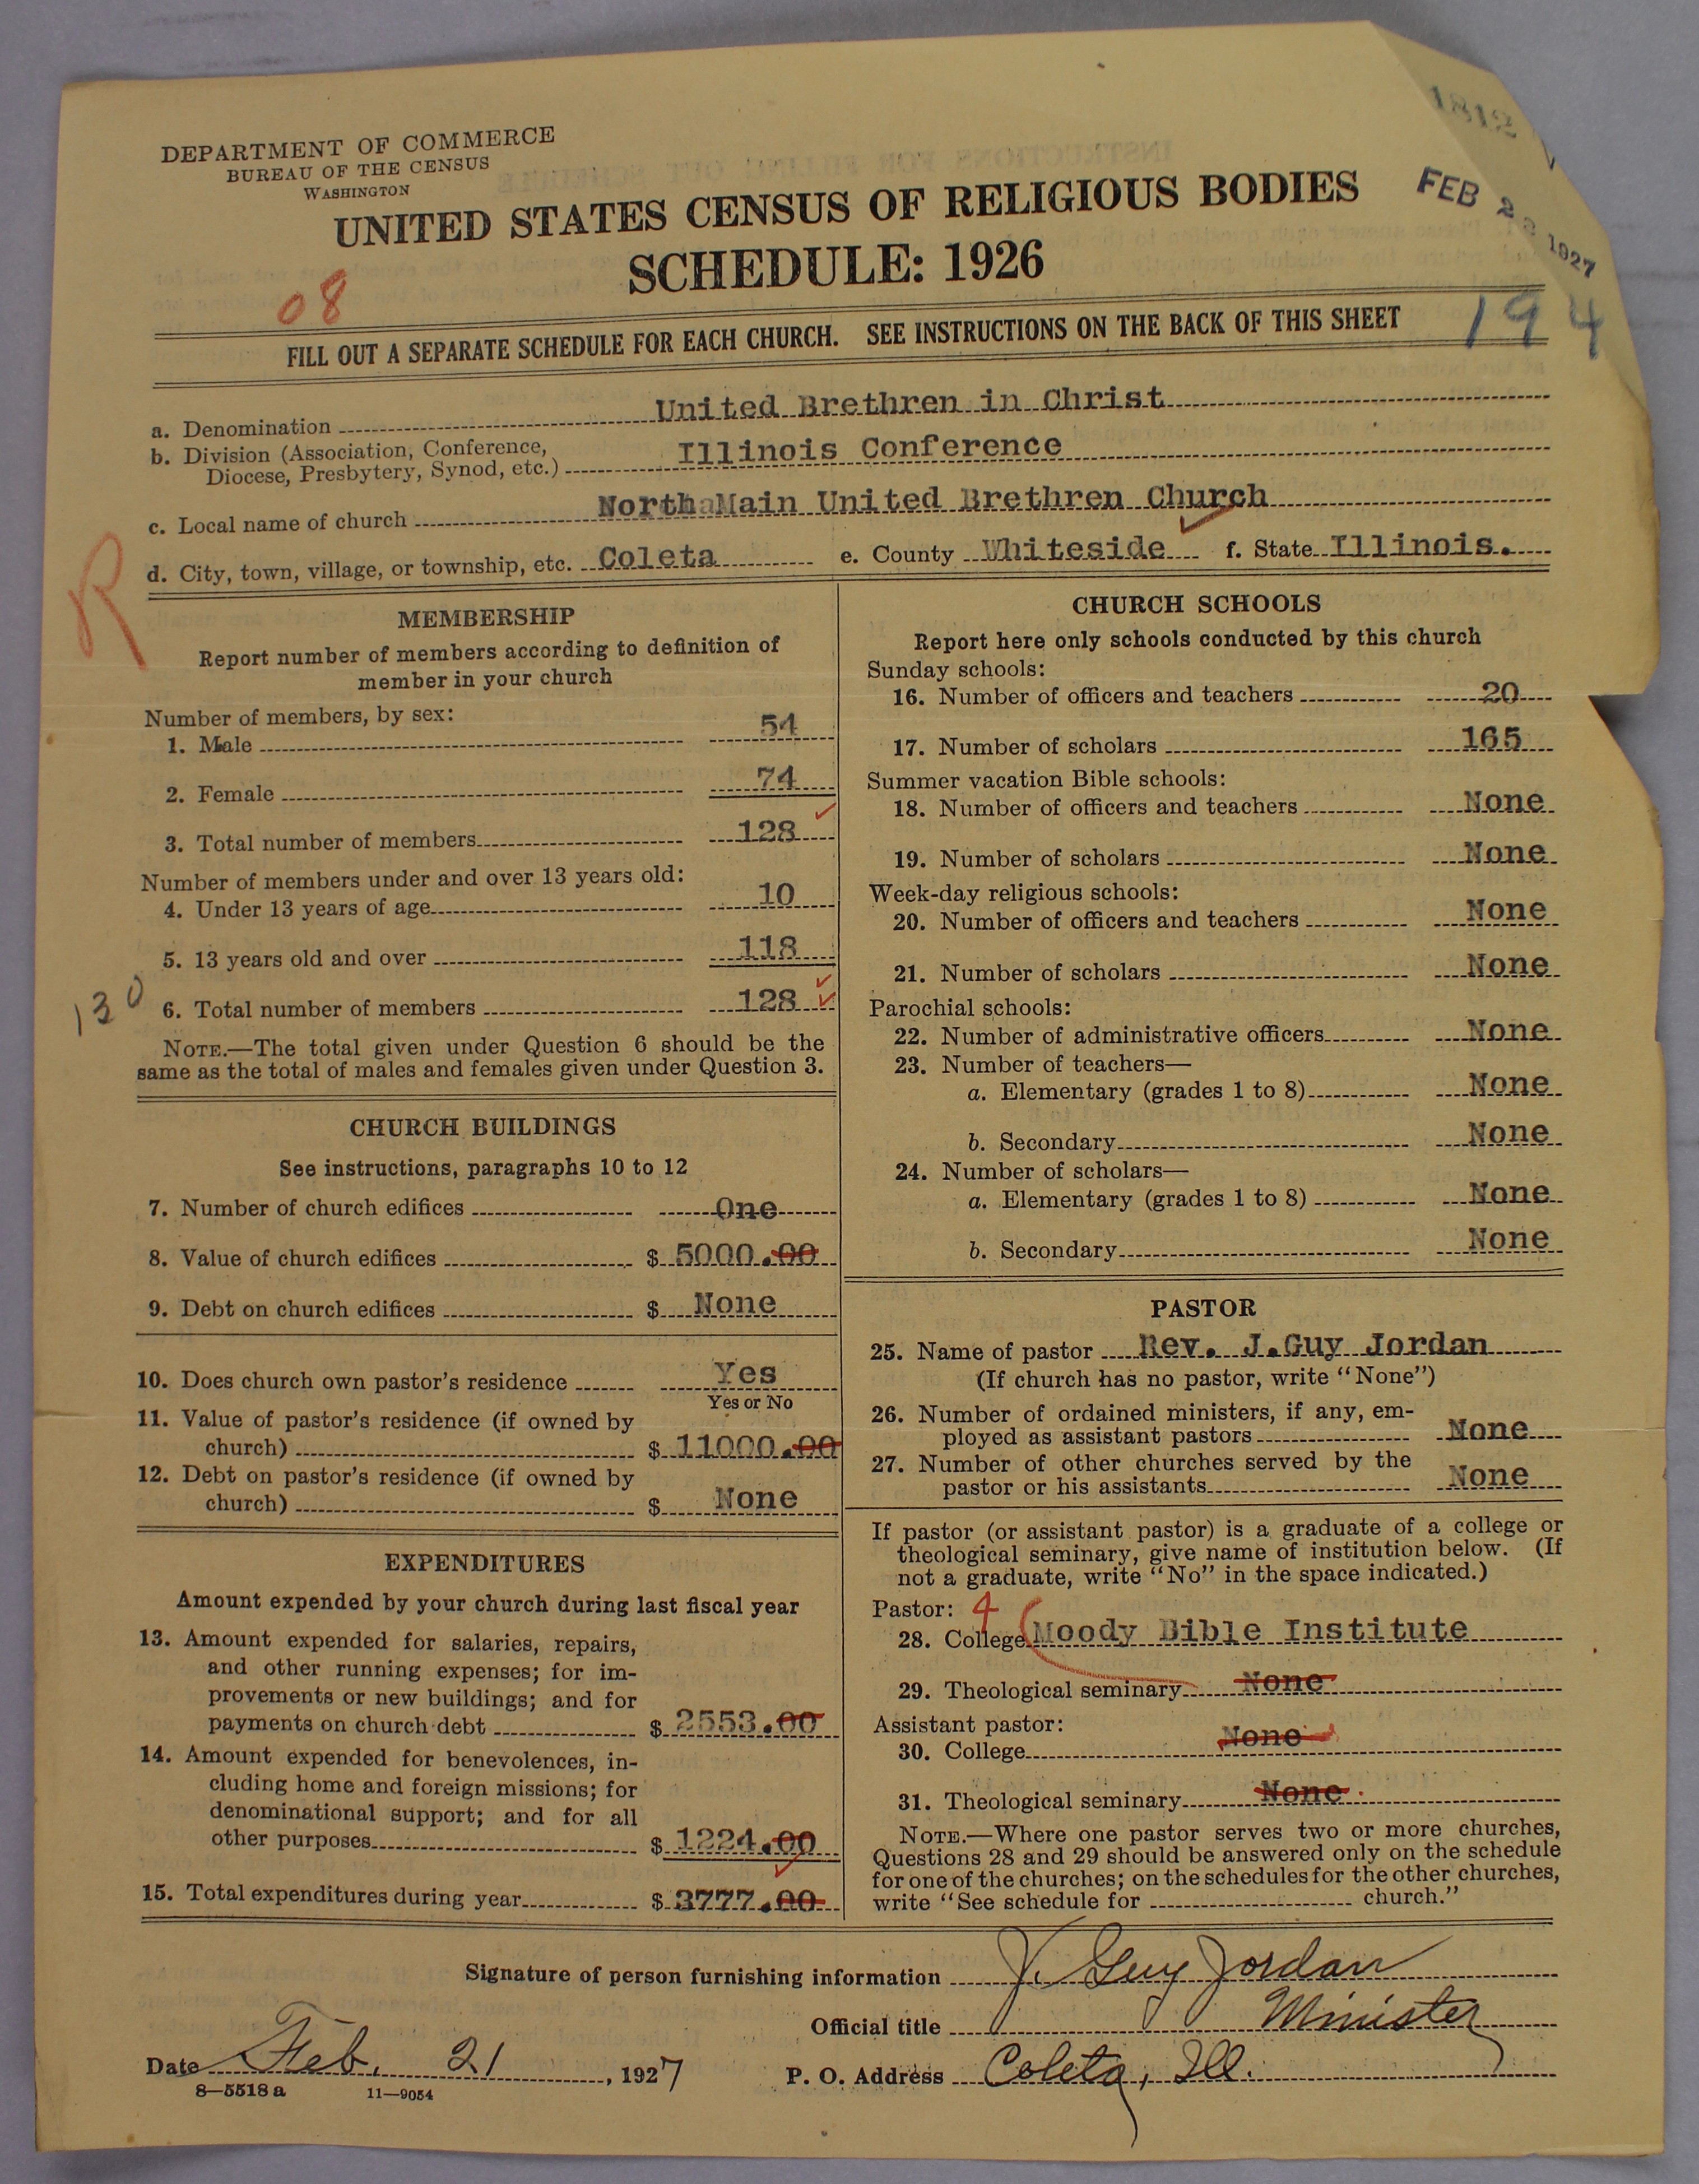 1812
DEPARTMENT OF COMMERCE
BUREAU OF THE CENSUS
WASHINGTON
FEB 2 1927
UNITED STATES CENSUS OF RELIGIOUS BODIES
SCHEDULE: 1926
08
194
FILL OUT A SEPARATE SCHEDULE FOR EACH CHURCH. SEE INSTRUCTIONS ON THE BACK OF THIS SHEET
a. Denomination United Brethren in Christ
b. Division (Association, Conference,
Diocese, Presbytery, Synod, etc.) Illinois Conference
c. Local name of church North Main United Brethren Church
d. City, town, village, or township, etc. Coleta e. County Whiteside f. State Illinois.
R
MEMBERSHIP
Report number of members according to definition of
member in your church
Number of members, by sex:
1. Male 54
2. Female 74
3. Total number of members 128
Number of members under and over 13 years old:
4. Under 13 years of age 10
5. 13 years old and over 118
130
6. Total number of members 128
NOTE.—The total given under Question 6 should be the
same as the total of males and females given under Question 3.
CHURCH BUILDINGS
See instructions, paragraphs 10 to 12
7. Number of church edifices One
8. Value of church edifices $ 5000.00
9. Debt on church edifices $ None
10. Does church own pastor's residence Yes
Yes or No
11. Value of pastor's residence (if owned by
church) $ 11000.00
12. Debt on pastor's residence (if owned by
church) $ None
EXPENDITURES
Amount expended by your church during last fiscal year
13. Amount expended for salaries, repairs,
and other running expenses; for im-
provements or new buildings; and for
payments on church debt $ 2553.00
14. Amount expended for benevolences, in-
cluding home and foreign missions; for
denominational support; and for all
other purposes $ 1224.00
15. Total expenditures during year $ 3777.00
CHURCH SCHOOLS
Report here only schools conducted by this church
Sunday schools:
16. Number of officers and teachers 20
17. Number of scholars 165
Summer vacation Bible schools:
18. Number of officers and teachers None
19. Number of scholars None
Week-day religious schools:
20. Number of officers and teachers None
21. Number of scholars None
Parochial schools:
22. Number of administrative officers None
23. Number of teachers—
a. Elementary (grades 1 to 8) None
b. Secondary None
24. Number of scholars—
a. Elementary (grades 1 to 8) None
b. Secondary None
PASTOR
25. Name of pastor Rev. J.Guy Jordan
(If church has no pastor, write "None")
26. Number of ordained ministers, if any, em-
ployed as assistant pastors None
27. Number of other churches served by the
pastor or his assistants None
If pastor (or assistant pastor) is a graduate of a college or
theological seminary, give name of institution below. (If
not a graduate, write "No" in the space indicated.)
Pastor: 4
28. College Moody Bible Institute
29. Theological seminary None
Assistant pastor:
30. College None
31. Theological seminary None
NOTE.—Where one pastor serves two or more churches,
Questions 28 and 29 should be answered only on the schedule
for one of the churches; on the schedules for the other churches,
write "See schedule for church."
Signature of person furnishing information J. Guy Jordan
Official title Minister
Date Feb. 21, 1927 P. O. Address Coleta, Ill.
8—5518 a 11—9054